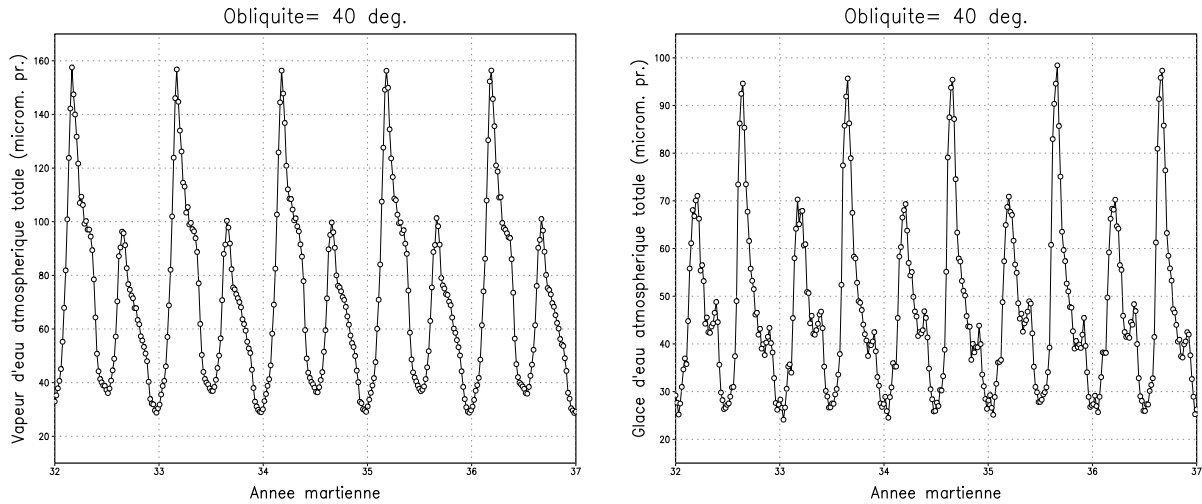 Obliquite= 40 deg.
Vapeur d'eau atmospherique totale (microm. pr.)
160
140
120
100
80
60
40
20
32 33 34 35 36 37
Annee martienne
Obliquite= 40 deg.
Glace d'eau atmospherique totale (microm. pr.)
100
90
80
70
60
50
40
30
20
32 33 34 35 36 37
Annee martienne